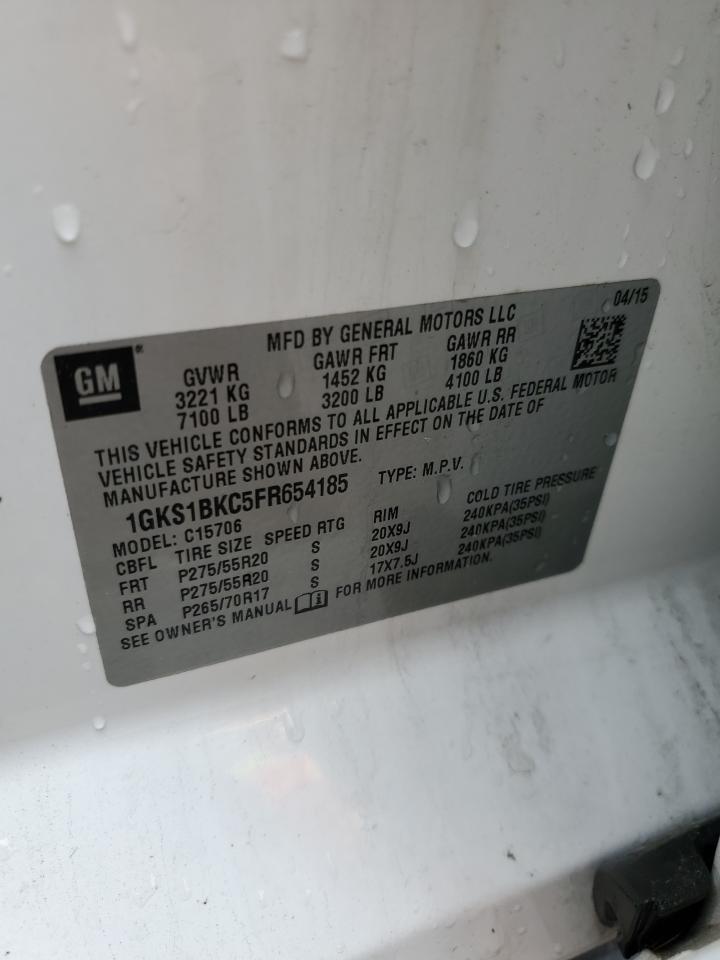 04/15
MFD BY GENERAL MOTORS LLC
GM
GVWR GAWR FRT GAWR RR
3221 KG 1452 KG 1860 KG
7100 LB 3200 LB 4100 LB
THIS VEHICLE CONFORMS TO ALL APPLICABLE U.S. FEDERAL MOTOR
VEHICLE SAFETY STANDARDS IN EFFECT ON THE DATE OF
MANUFACTURE SHOWN ABOVE.
1GKS1BKC5FR654185 TYPE: M.P.V.
MODEL: C15706
CBFL TIRE SIZE SPEED RTG RIM COLD TIRE PRESSURE
FRT P275/55R20 S 20X9J 240KPA(35PSI)
RR P275/55R20 S 20X9J 240KPA(35PSI)
SPA P265/70R17 S 17X7.5J 240KPA(35PSI)
SEE OWNER'S MANUAL FOR MORE INFORMATION.